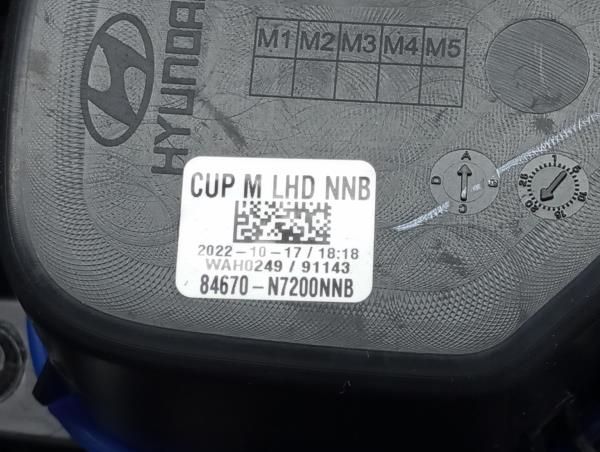 HYUNDAI
M1 M2 M3 M4 M5
CUP M LHD NNB
2022-10-17 / 18:18
WAH0249 / 91143
84670-N7200NNB
A
D